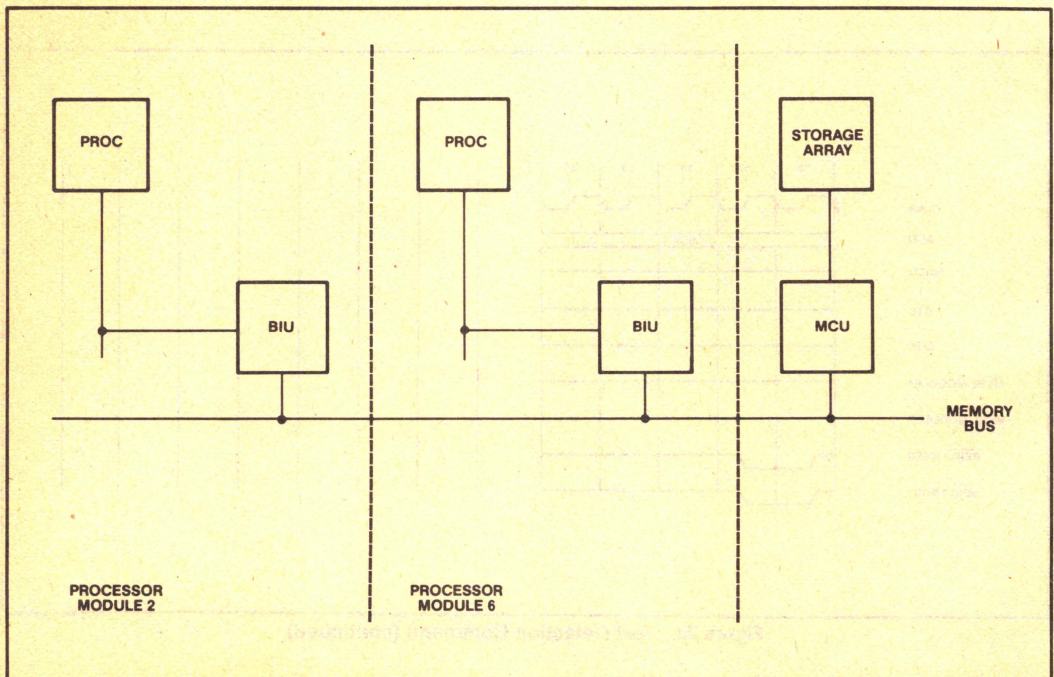 PROC
PROC
STORAGE
ARRAY
BIU
BIU
MCU
MEMORY
BUS
PROCESSOR
MODULE 2
PROCESSOR
MODULE 6